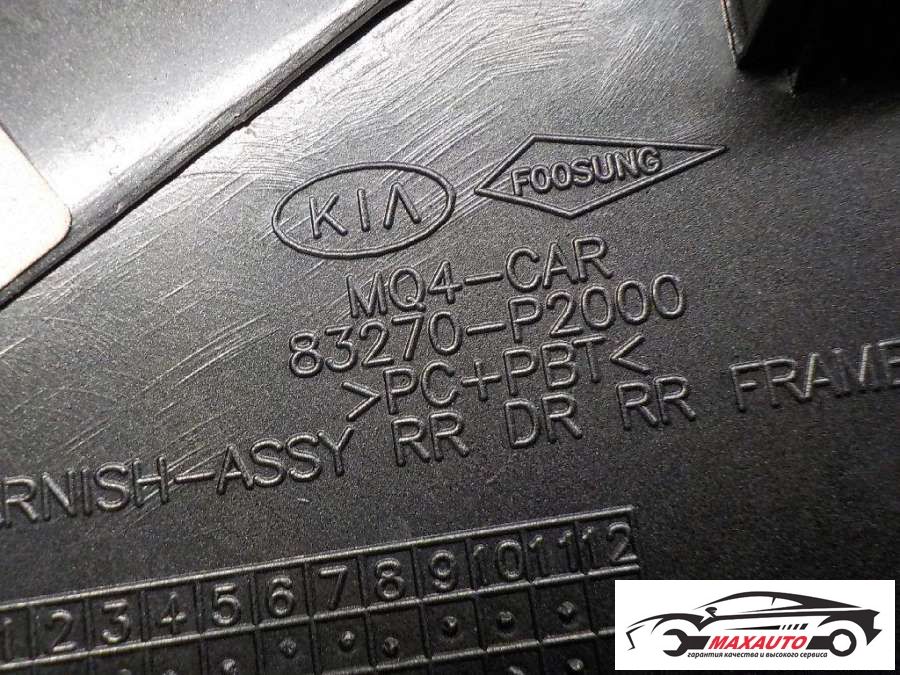 KIA FOOSUNG
MQ4-CAR
83270-P2000
>PC+PBT<
ARNISH-ASSY RR DR RR FRAME
1 2 3 4 5 6 7 8 9 10 11 12
MAXAUTO
гарантия качества и высокого сервиса